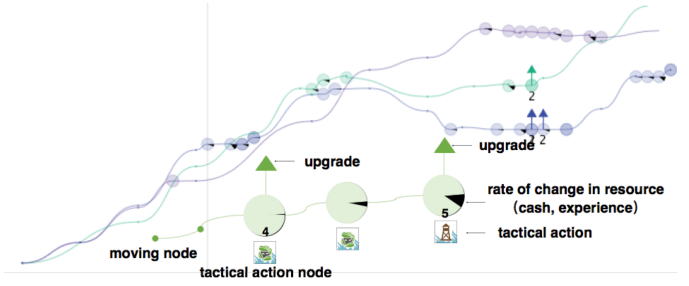 2
2 2
upgrade
upgrade
rate of change in resource
(cash, experience)
4
5
tactical action
moving node
tactical action node